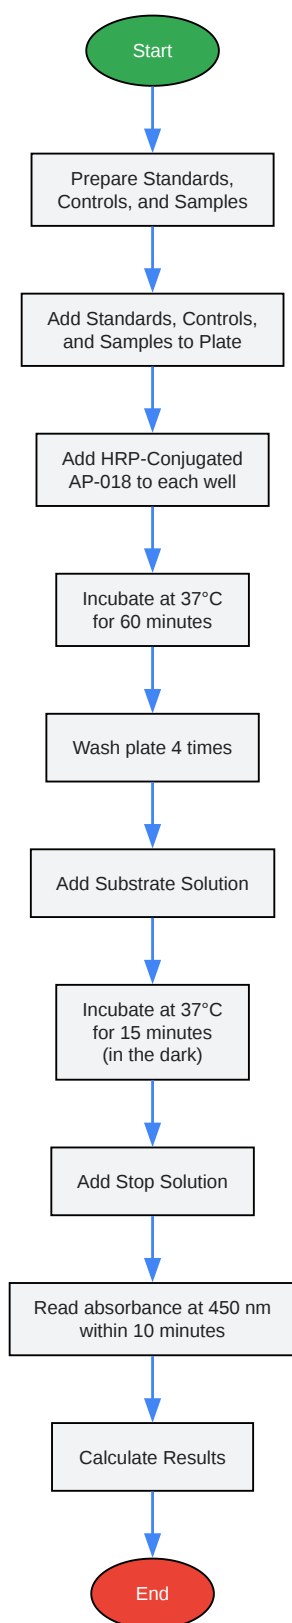 Start
Prepare Standards,
Controls, and Samples
Add Standards, Controls,
and Samples to Plate
Add HRP-Conjugated
AP-018 to each well
Incubate at 37°C
for 60 minutes
Wash plate 4 times
Add Substrate Solution
Incubate at 37°C
for 15 minutes
(in the dark)
Add Stop Solution
Read absorbance at 450 nm
within 10 minutes
Calculate Results
End